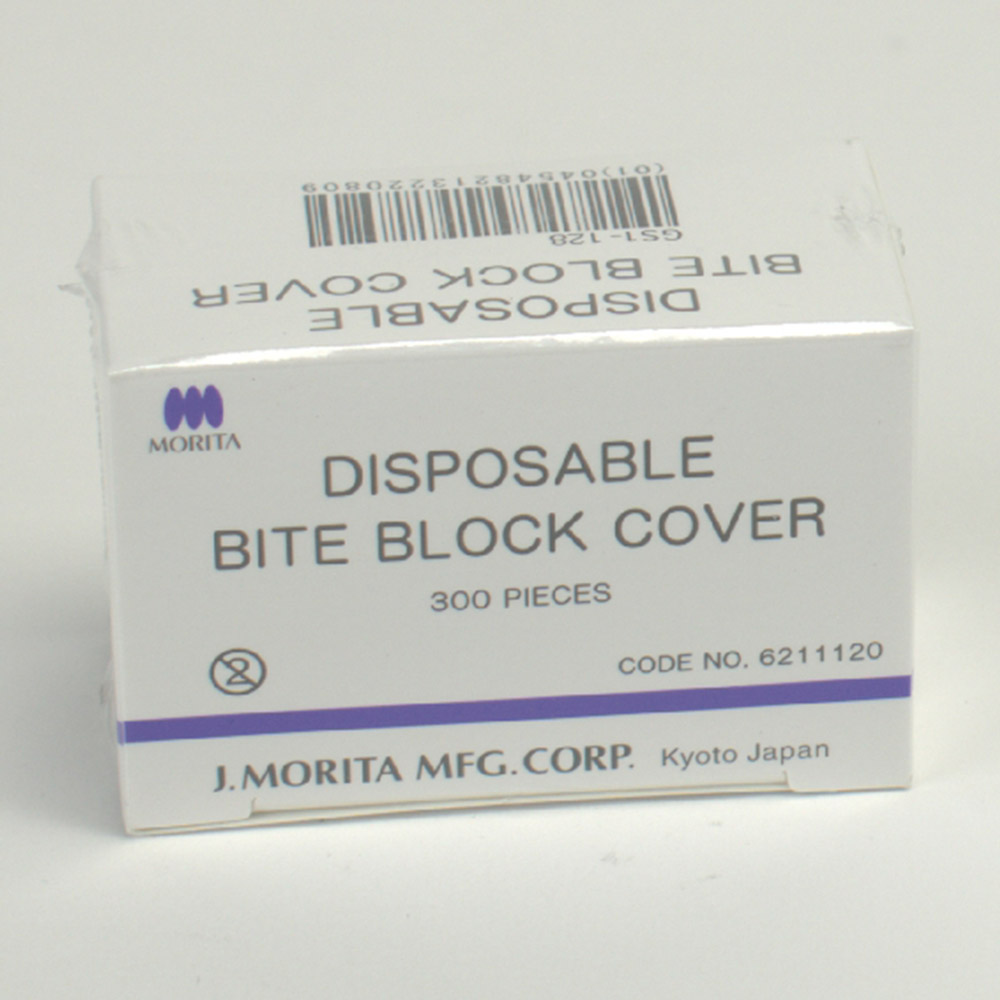 DISPOSABLE
BITE BLOCK COVER
GS1-128
(01)04548213220809
MORITA
DISPOSABLE
BITE BLOCK COVER
300 PIECES
2
CODE NO. 6211120
J.MORITA MFG.CORP. Kyoto Japan